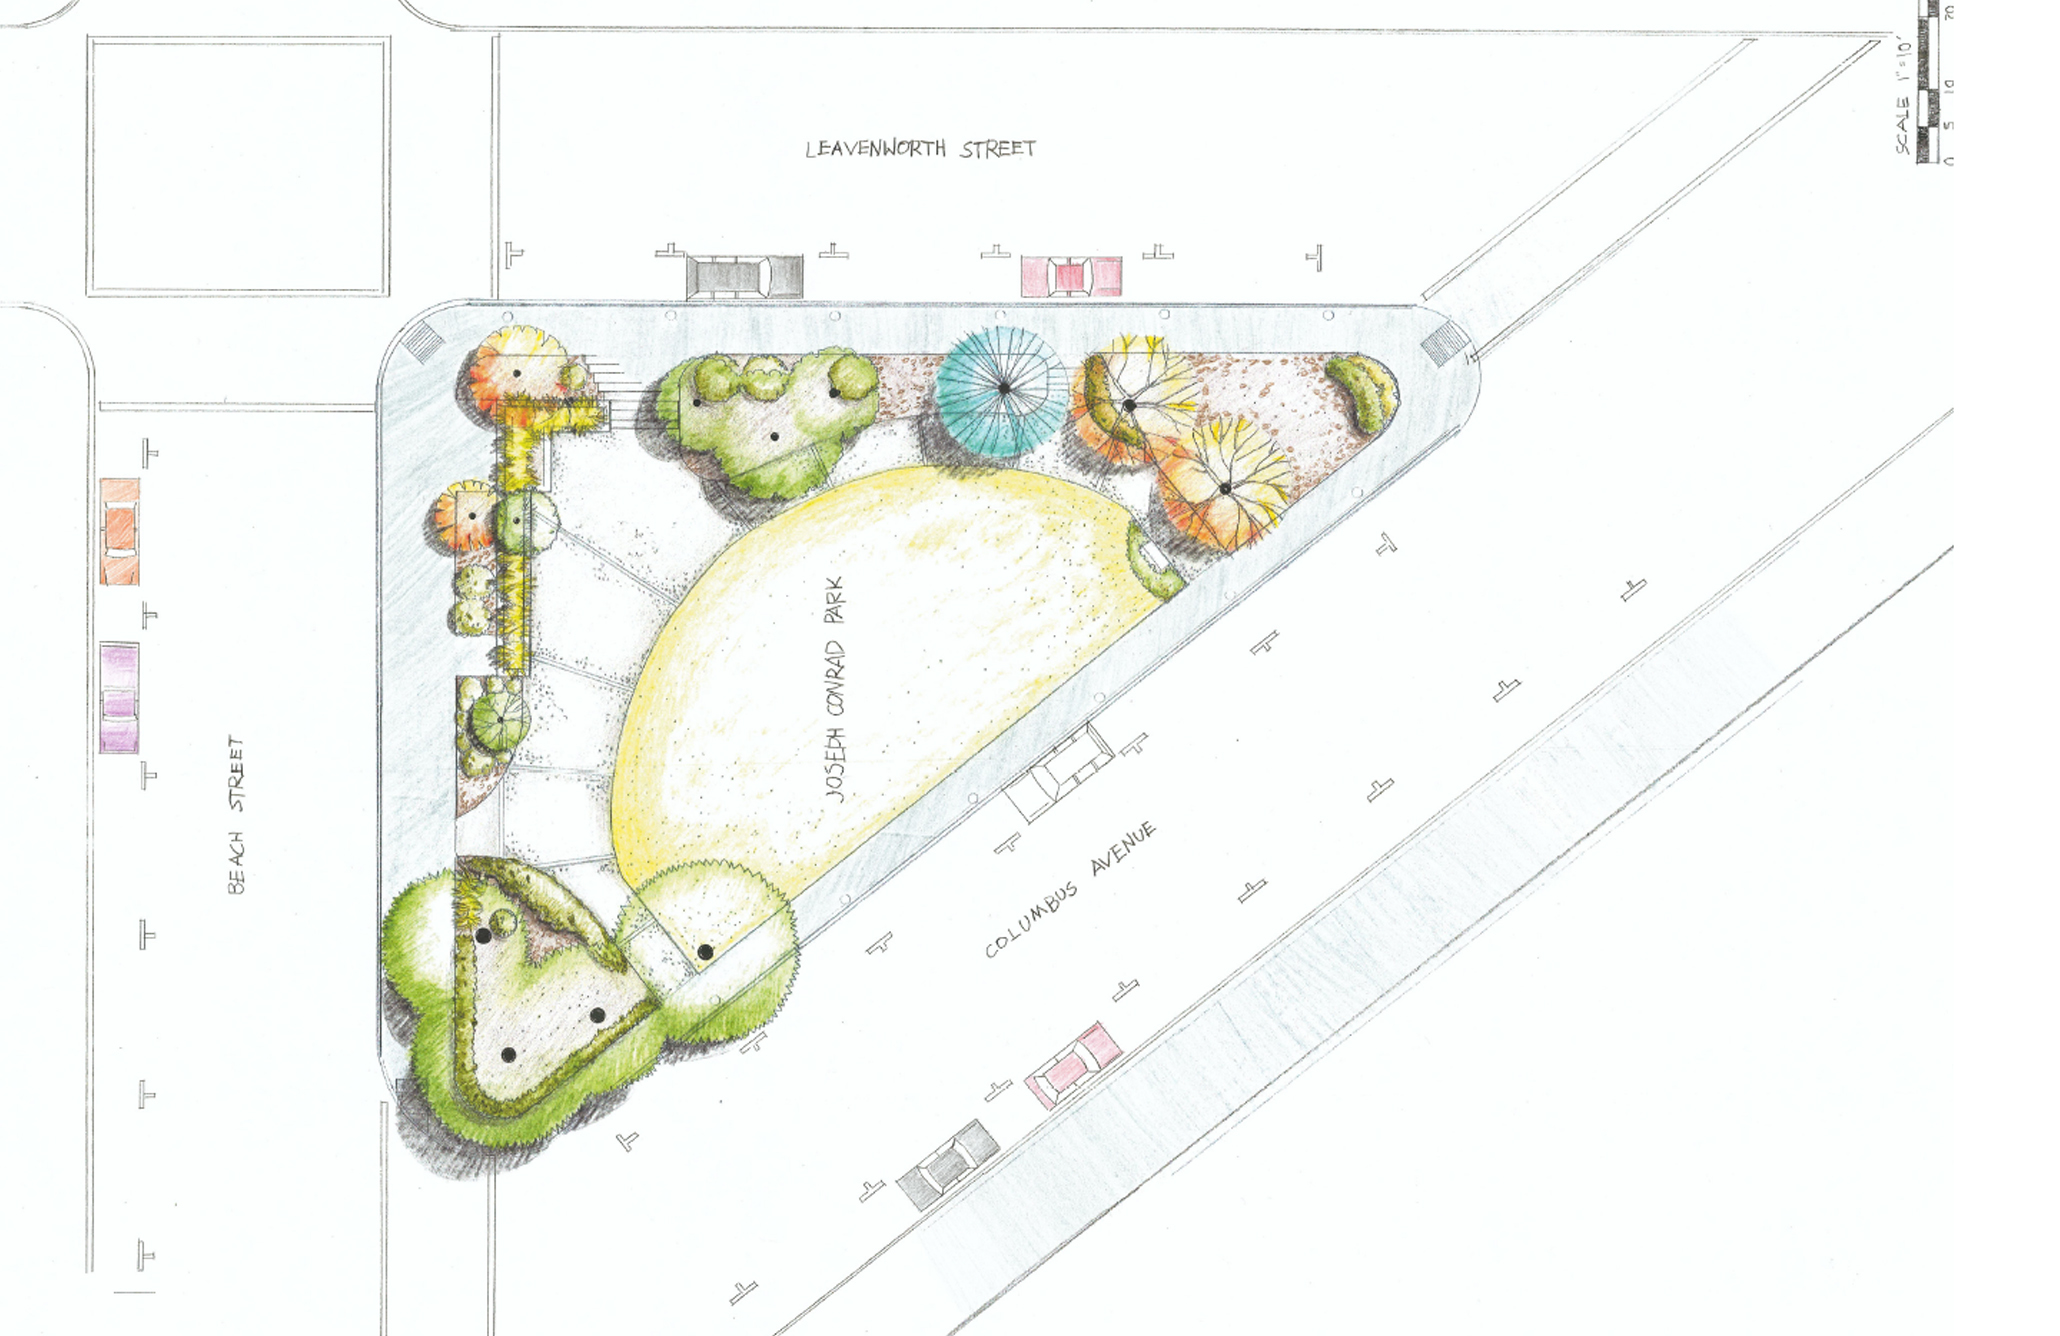 LEAVENWORTH STREET
SCALE 1"=10'
0 5 10 20
JOSEPH CONRAD PARK
BEACH STREET
COLUMBUS AVENUE